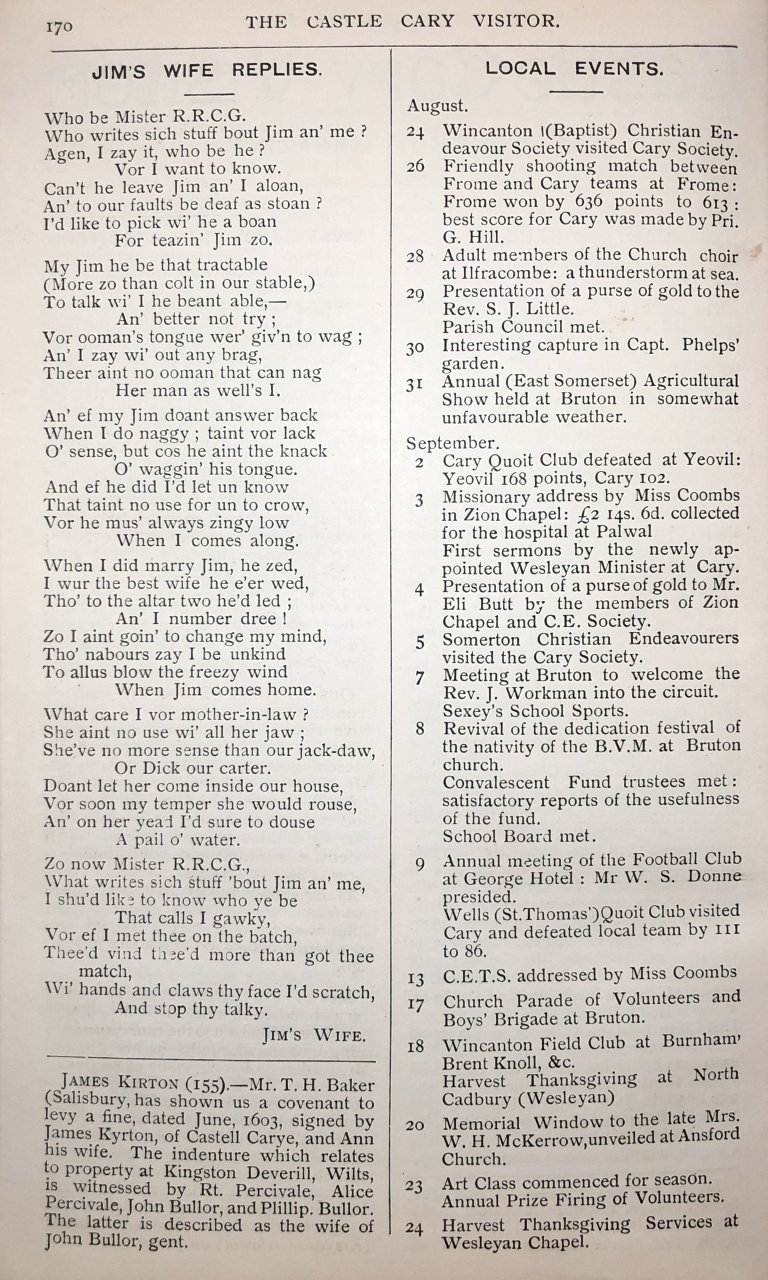 170
THE CASTLE CARY VISITOR.
JIM'S WIFE REPLIES.
Who be Mister R.R.C.G.
Who writes sich stuff bout Jim an' me ?
Agen, I zay it, who be he ?
Vor I want to know.
Can't he leave Jim an' I aloan,
An' to our faults be deaf as stoan ?
I'd like to pick wi' he a boan
For teazin' Jim zo.
My Jim he be that tractable
(More zo than colt in our stable,)
To talk wi' I he beant able,—
An' better not try ;
Vor ooman's tongue wer' giv'n to wag ;
An' I zay wi' out any brag,
Theer aint no ooman that can nag
Her man as well's I.
An' ef my Jim doant answer back
When I do naggy ; taint vor lack
O' sense, but cos he aint the knack
O' waggin' his tongue.
And ef he did I'd let un know
That taint no use for un to crow,
Vor he mus' always zingy low
When I comes along.
When I did marry Jim, he zed,
I wur the best wife he e'er wed,
Tho' to the altar two he'd led ;
An' I number dree !
Zo I aint goin' to change my mind,
Tho' nabours zay I be unkind
To allus blow the freezy wind
When Jim comes home.
What care I vor mother-in-law ?
She aint no use wi' all her jaw ;
She've no more sense than our jack-daw,
Or Dick our carter.
Doant let her come inside our house,
Vor soon my temper she would rouse,
An' on her yead I'd sure to douse
A pail o' water.
Zo now Mister R.R.C.G.,
What writes sich stuff 'bout Jim an' me,
I shu'd like to know who ye be
That calls I gawky,
Vor ef I met thee on the batch,
Thee'd vind thee'd more than got thee
match,
Wi' hands and claws thy face I'd scratch,
And stop thy talky.
JIM'S WIFE.
JAMES KIRTON (155).—Mr. T. H. Baker
(Salisbury, has shown us a covenant to
levy a fine, dated June, 1603, signed by
James Kyrton, of Castell Carye, and Ann
his wife. The indenture which relates
to property at Kingston Deverill, Wilts,
is witnessed by Rt. Percivale, Alice
Percivale, John Bullor, and Plillip. Bullor.
The latter is described as the wife of
John Bullor, gent.
LOCAL EVENTS.
August.
24 Wincanton \(Baptist) Christian En-
deavour Society visited Cary Society.
26 Friendly shooting match between
Frome and Cary teams at Frome:
Frome won by 636 points to 613 :
best score for Cary was made by Pri.
G. Hill.
28 Adult members of the Church choir
at Ilfracombe: a thunderstorm at sea.
29 Presentation of a purse of gold to the
Rev. S. J. Little.
Parish Council met.
30 Interesting capture in Capt. Phelps'
garden.
31 Annual (East Somerset) Agricultural
Show held at Bruton in somewhat
unfavourable weather.
September.
2 Cary Quoit Club defeated at Yeovil:
Yeovil 168 points, Cary 102.
3 Missionary address by Miss Coombs
in Zion Chapel: £2 14s. 6d. collected
for the hospital at Palwal
First sermons by the newly ap-
pointed Wesleyan Minister at Cary.
4 Presentation of a purse of gold to Mr.
Eli Butt by the members of Zion
Chapel and C.E. Society.
5 Somerton Christian Endeavourers
visited the Cary Society.
7 Meeting at Bruton to welcome the
Rev. J. Workman into the circuit.
Sexey's School Sports.
8 Revival of the dedication festival of
the nativity of the B.V.M. at Bruton
church.
Convalescent Fund trustees met :
satisfactory reports of the usefulness
of the fund.
School Board met.
9 Annual meeting of the Football Club
at George Hotel : Mr W. S. Donne
presided.
Wells (St.Thomas')Quoit Club visited
Cary and defeated local team by 111
to 86.
13 C.E.T.S. addressed by Miss Coombs
17 Church Parade of Volunteers and
Boys' Brigade at Bruton.
18 Wincanton Field Club at Burnham'
Brent Knoll, &c.
Harvest Thanksgiving at North
Cadbury (Wesleyan)
20 Memorial Window to the late Mrs.
W. H. McKerrow,unveiled at Ansford
Church.
23 Art Class commenced for season.
Annual Prize Firing of Volunteers.
24 Harvest Thanksgiving Services at
Wesleyan Chapel.